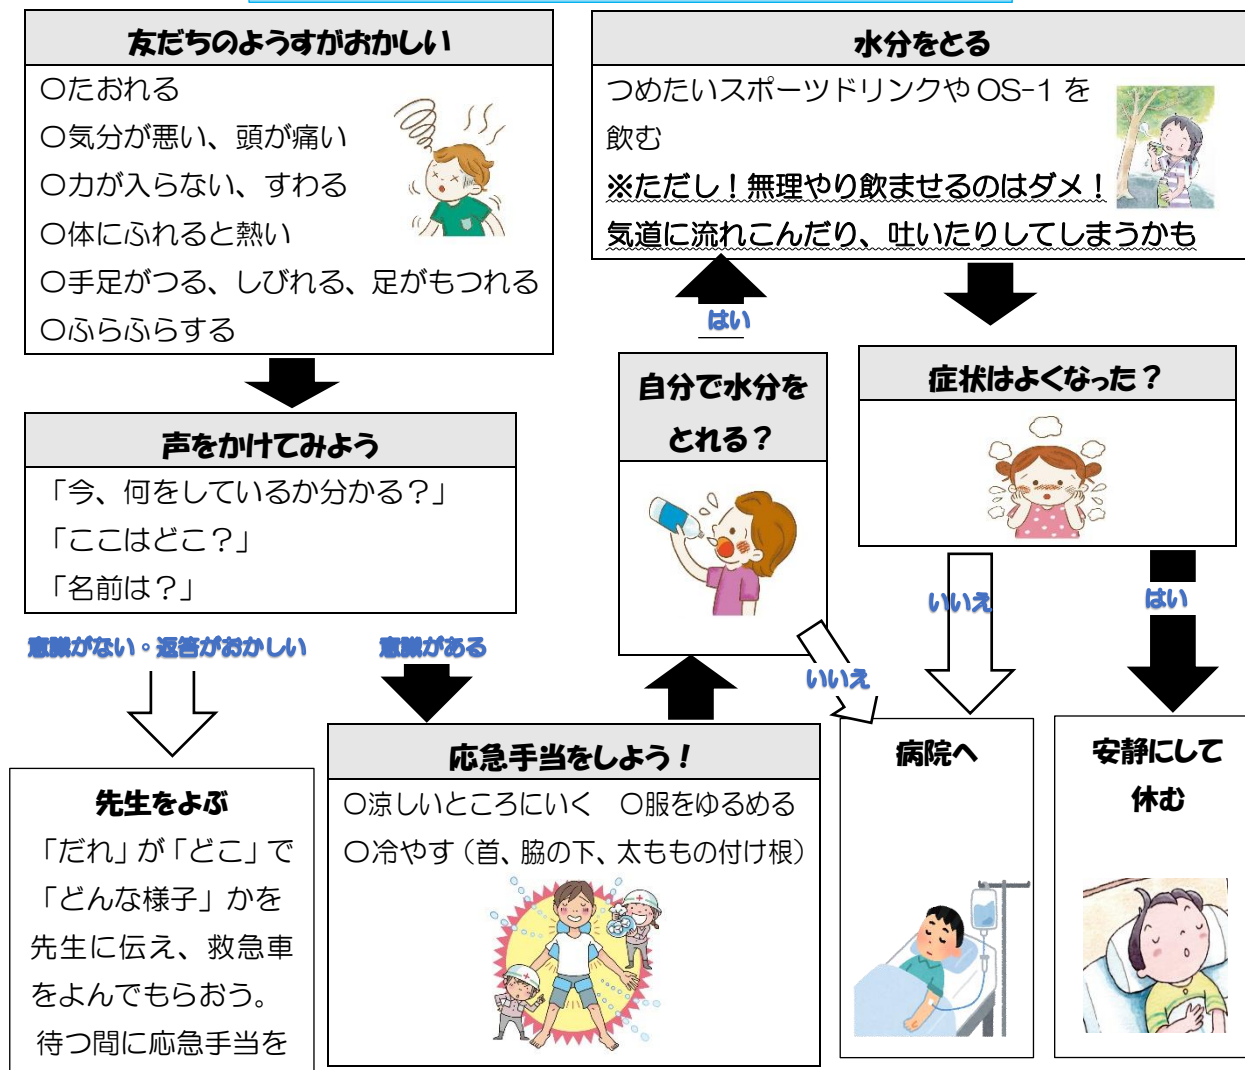 友だちのようすがおかしい
〇たおれる
〇気分が悪い、頭が痛い
〇力が入らない、すわる
〇体にふれると熱い
〇手足がつる、しびれる、足がもつれる
〇ふらふらする
声をかけてみよう
「今、何をしているか分かる？」
「ここはどこ？」
「名前は？」
意識がない・返答がおかしい
意識がある
先生をよぶ
「だれ」が「どこ」で
「どんな様子」かを
先生に伝え、救急車
をよんでもらおう。
待つ間に応急手当を
応急手当をしよう！
〇涼しいところにいく　〇服をゆるめる
〇冷やす（首、脇の下、太ももの付け根）
自分で水分を
とれる？
はい
いいえ
水分をとる
つめたいスポーツドリンクや OS-1 を
飲む
※ただし！無理やり飲ませるのはダメ！
気道に流れこんだり、吐いたりしてしまうかも
症状はよくなった？
いいえ
はい
病院へ
安静にして
休む